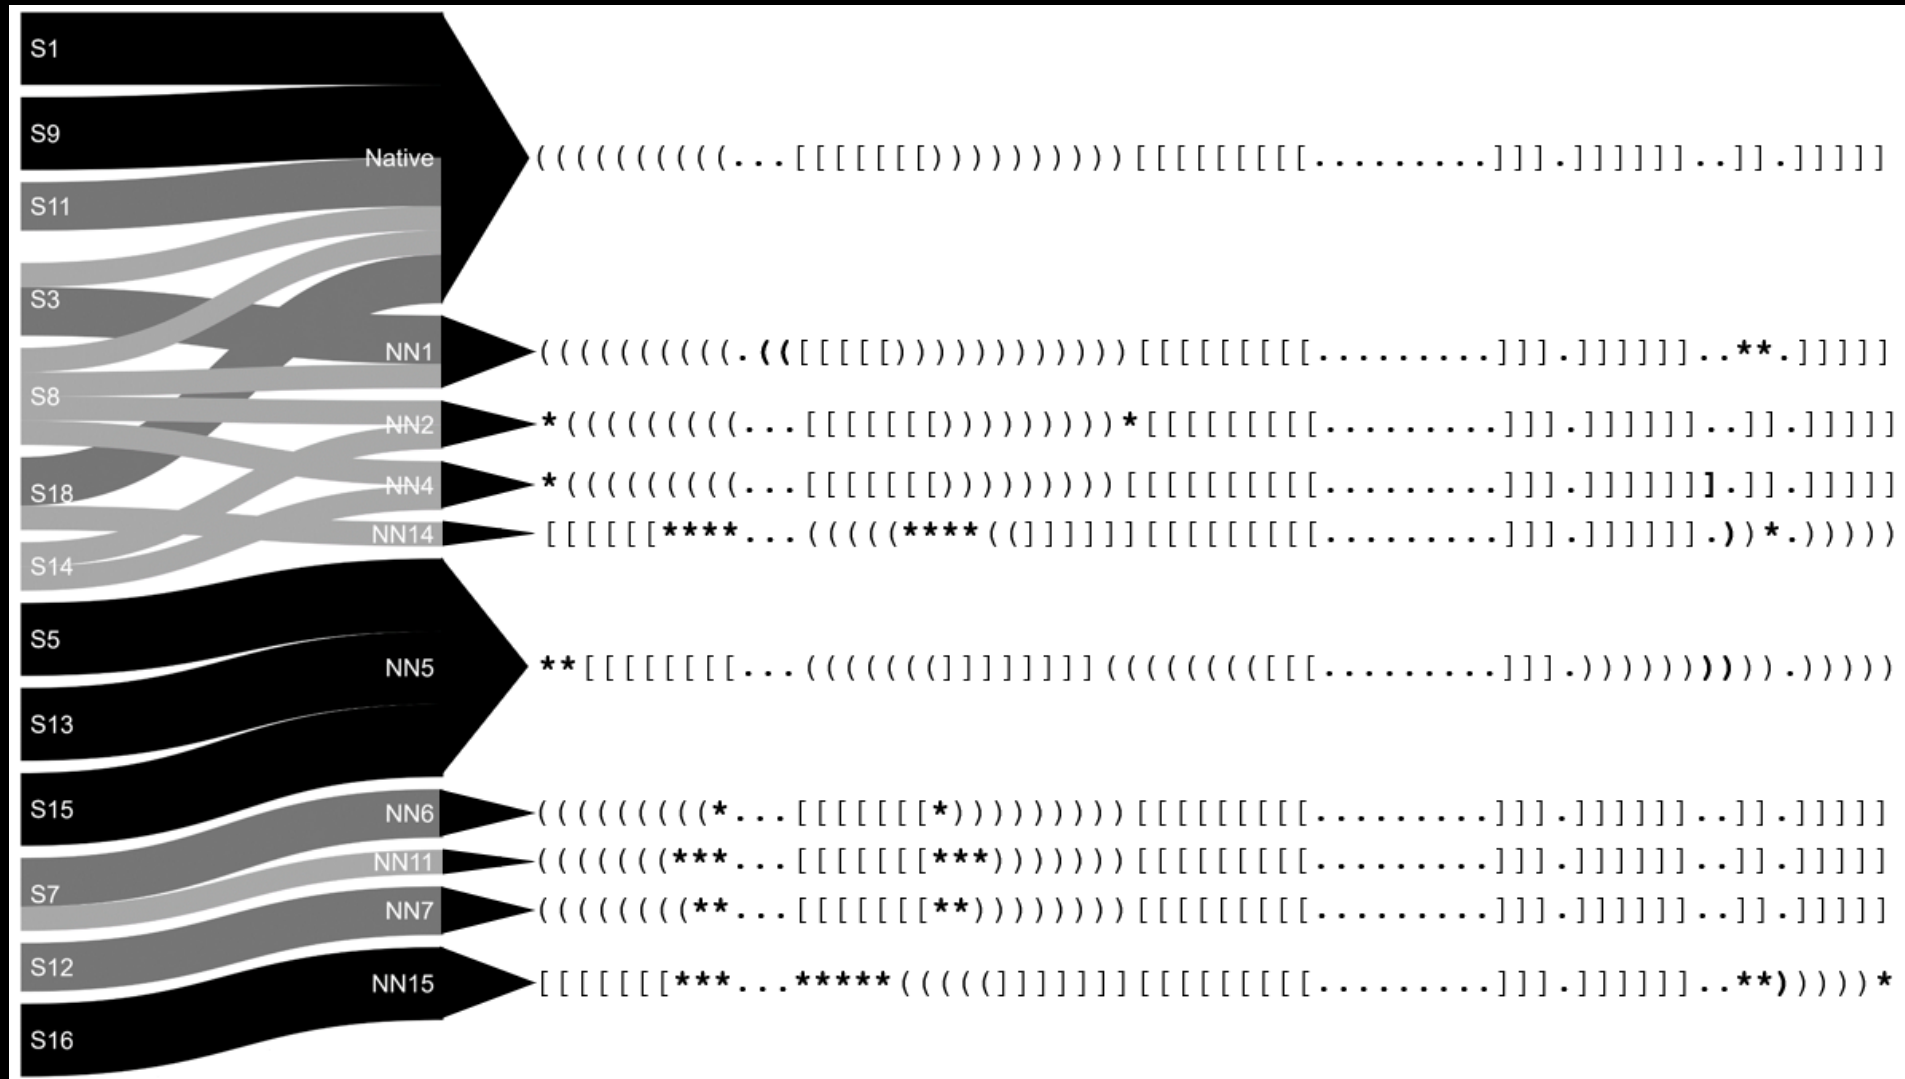 S1
S9
Native ((((((((((...[[[[[[[))))))))))[[[[[[[[[.........]]].]]]]]]..]].]]]]]
S11
S3
NN1 ((((((((((.(([[[[[))))))))))))[[[[[[[[[.........]]].]]]]]]..**.]]]]]
S8
NN2 *(((((((((...[[[[[[[)))))))))*[[[[[[[[[.........]]].]]]]]]..]].]]]]]
S18
NN4 *(((((((((...[[[[[[[)))))))))[[[[[[[[[[.........]]].]]]]]]].]].]]]]]
NN14 [[[[[[****...(((((****((]]]]]][[[[[[[[[.........]]].]]]]]].))*.)))))
S14
S5
NN5 **[[[[[[[[...(((((((]]]]]]]](((((((([[[.........]]].)))))))))).)))))
S13
S15
NN6 (((((((((*...[[[[[[[*)))))))))[[[[[[[[[.........]]].]]]]]]..]].]]]]]
NN11 (((((((***...[[[[[[[***)))))))[[[[[[[[[.........]]].]]]]]]..]].]]]]]
S7
NN7 ((((((((**...[[[[[[[**))))))))[[[[[[[[[.........]]].]]]]]]..]].]]]]]
S12
NN15 [[[[[[[***...*****(((((]]]]]]][[[[[[[[[.........]]].]]]]]]..**)))))*
S16